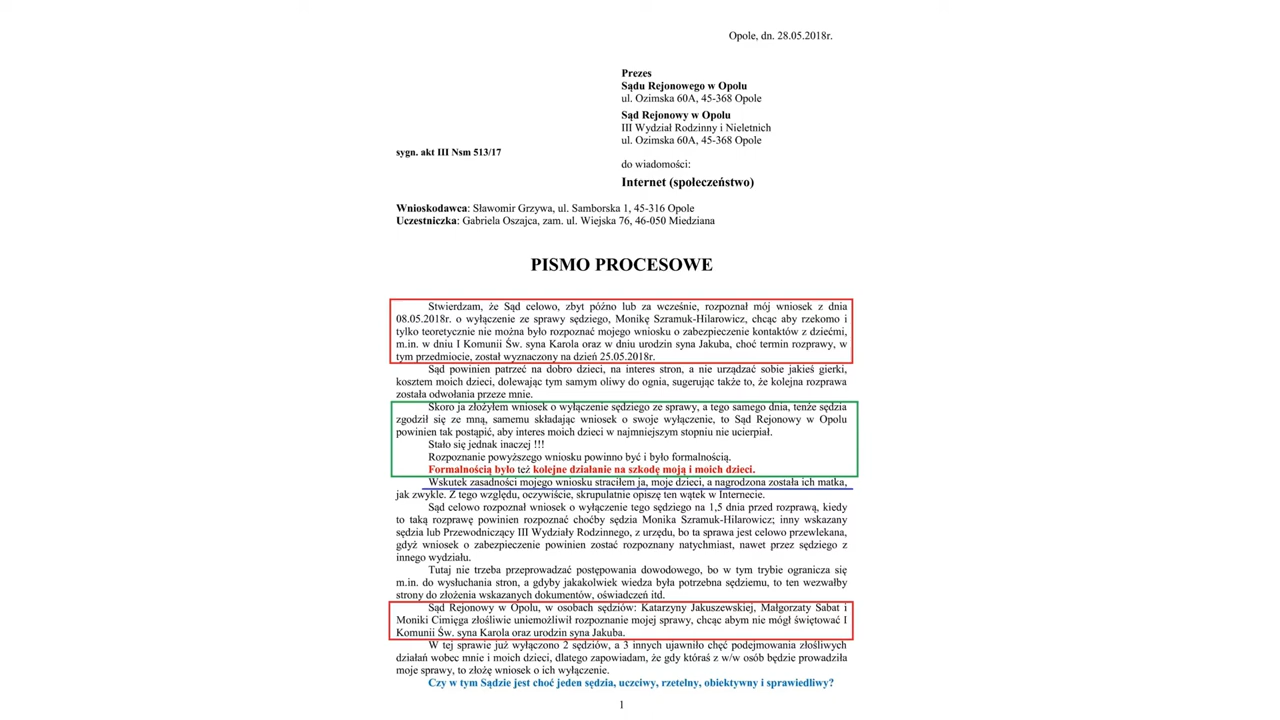 Opole, dn. 28.05.2018r.
Prezes
Sądu Rejonowego w Opolu
ul. Ozimska 60A, 45-368 Opole
Sąd Rejonowy w Opolu
III Wydział Rodzinny i Nieletnich
ul. Ozimska 60A, 45-368 Opole
sygn. akt III Nsm 513/17
do wiadomości:
Internet (społeczeństwo)
Wnioskodawca: Sławomir Grzywa, ul. Samborska 1, 45-316 Opole
Uczestniczka: Gabriela Oszajca, zam. ul. Wiejska 76, 46-050 Miedziana
PISMO PROCESOWE
Stwierdzam, że Sąd celowo, zbyt późno lub za wcześnie, rozpoznał mój wniosek z dnia
08.05.2018r. o wyłączenie ze sprawy sędziego, Monikę Szramuk-Hilarowicz, chcąc aby rzekomo i
tylko teoretycznie nie można było rozpoznać mojego wniosku o zabezpieczenie kontaktów z dziećmi,
m.in. w dniu I Komunii Św. syna Karola oraz w dniu urodzin syna Jakuba, choć termin rozprawy, w
tym przedmiocie, został wyznaczony na dzień 25.05.2018r.
Sąd powinien patrzeć na dobro dzieci, na interes stron, a nie urządzać sobie jakieś gierki,
kosztem moich dzieci, dolewając tym samym oliwy do ognia, sugerując także to, że kolejna rozprawa
została odwołania przeze mnie.
Skoro ja złożyłem wniosek o wyłączenie sędziego ze sprawy, a tego samego dnia, tenże sędzia
zgodził się ze mną, samemu składając wniosek o swoje wyłączenie, to Sąd Rejonowy w Opolu
powinien tak postąpić, aby interes moich dzieci w najmniejszym stopniu nie ucierpiał.
Stało się jednak inaczej !!!
Rozpoznanie powyższego wniosku powinno być i było formalnością.
Formalnością było też kolejne działanie na szkodę moją i moich dzieci.
Wskutek zasadności mojego wniosku straciłem ja, moje dzieci, a nagrodzona została ich matka,
jak zwykle. Z tego względu, oczywiście, skrupulatnie opiszę ten wątek w Internecie.
Sąd celowo rozpoznał wniosek o wyłączenie tego sędziego na 1,5 dnia przed rozprawą, kiedy
to taką rozprawę powinien rozpoznać choćby sędzia Monika Szramuk-Hilarowicz; inny wskazany
sędzia lub Przewodniczący III Wydziały Rodzinnego, z urzędu, bo ta sprawa jest celowo przewlekana,
gdyż wniosek o zabezpieczenie powinien zostać rozpoznany natychmiast, nawet przez sędziego z
innego wydziału.
Tutaj nie trzeba przeprowadzać postępowania dowodowego, bo w tym trybie ogranicza się
m.in. do wysłuchania stron, a gdyby jakakolwiek wiedza była potrzebna sędziemu, to ten wezwałby
strony do złożenia wskazanych dokumentów, oświadczeń itd.
Sąd Rejonowy w Opolu, w osobach sędziów: Katarzyny Jakuszewskiej, Małgorzaty Sabat i
Moniki Cimięga złośliwie uniemożliwił rozpoznanie mojej sprawy, chcąc abym nie mógł świętować I
Komunii Św. syna Karola oraz urodzin syna Jakuba.
W tej sprawie już wyłączono 2 sędziów, a 3 innych ujawniło chęć podejmowania złośliwych
działań wobec mnie i moich dzieci, dlatego zapowiadam, że gdy któraś z w/w osób będzie prowadziła
moje sprawy, to złożę wniosek o ich wyłączenie.
Czy w tym Sądzie jest choć jeden sędzia, uczciwy, rzetelny, obiektywny i sprawiedliwy?
1